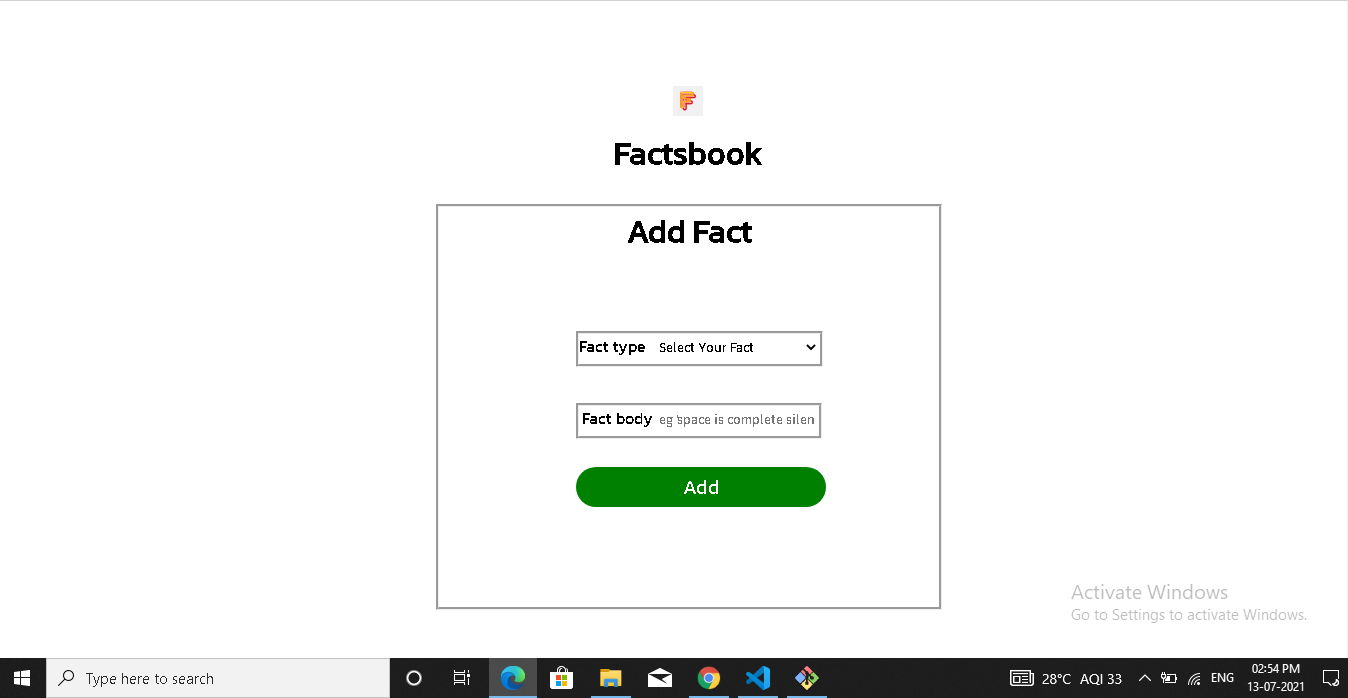 F
Factsbook
Add Fact
Fact type Select Your Fact
Fact body eg 'space is complete silen
Add
Activate Windows
Go to Settings to activate Windows.
Type here to search
28°C AQI 33
ENG
02:54 PM
13-07-2021